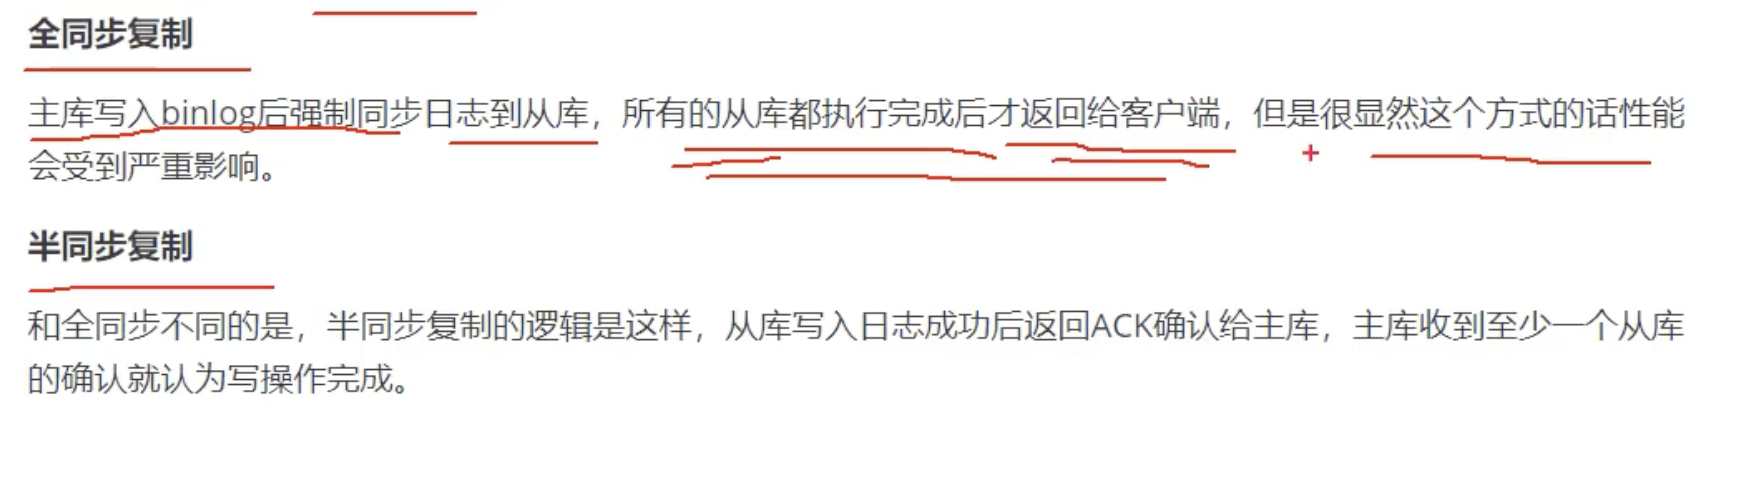 全同步复制
主库写入binlog后强制同步日志到从库，所有的从库都执行完成后才返回给客户端，但是很显然这个方式的话性能
会受到严重影响。
半同步复制
和全同步不同的是，半同步复制的逻辑是这样，从库写入日志成功后返回ACK确认给主库，主库收到至少一个从库
的确认就认为写操作完成。